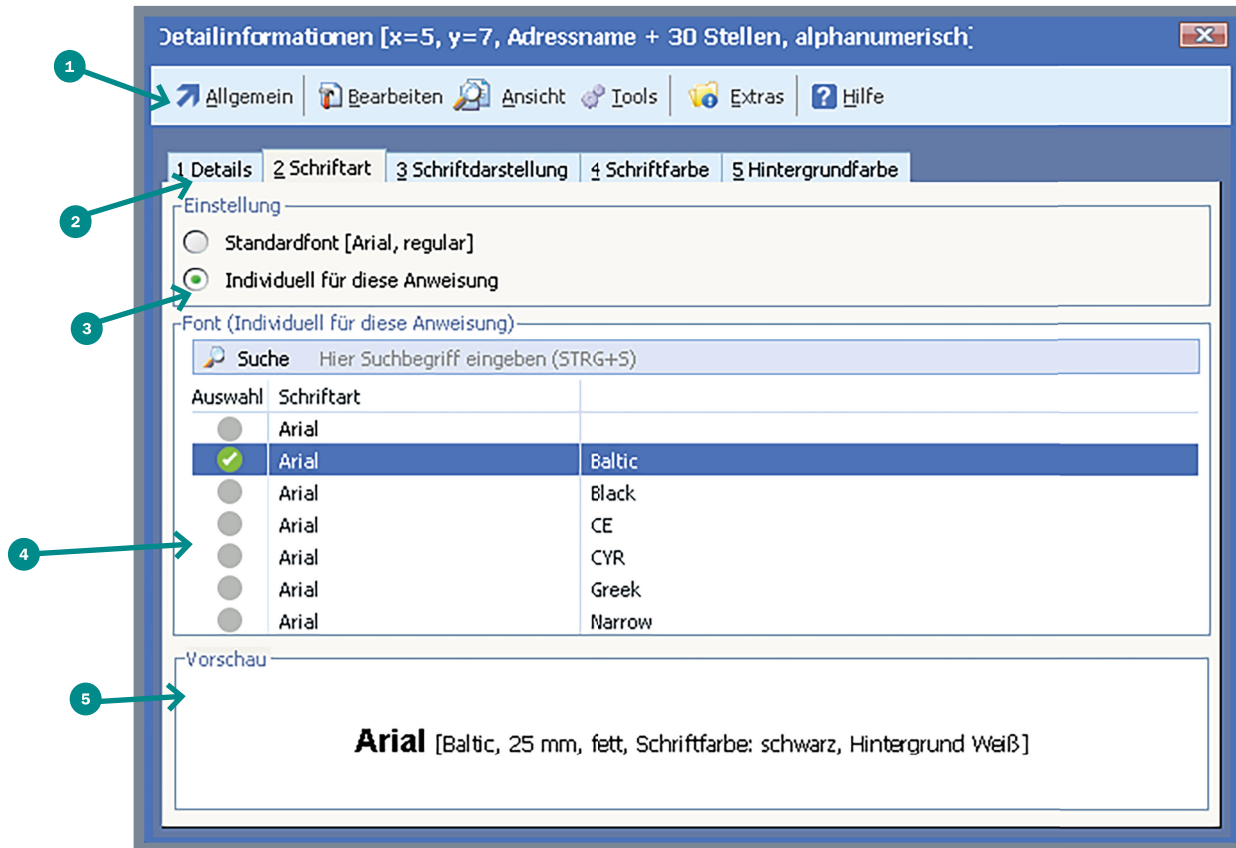 Detailinformationen [x=5, y=7, Adressname + 30 Stellen, alphanumerisch]
1
Allgemein Bearbeiten Ansicht Tools Extras Hilfe
1 Details 2 Schriftart 3 Schriftdarstellung 4 Schriftfarbe 5 Hintergrundfarbe
2
Einstellung
Standardfont [Arial, regular]
Individuell für diese Anweisung
3
Font (Individuell für diese Anweisung)
Suche Hier Suchbegriff eingeben (STRG+S)
Auswahl Schriftart
Arial
Arial Baltic
Arial Black
Arial CE
4
Arial CYR
Arial Greek
Arial Narrow
Vorschau
5
Arial [Baltic, 25 mm, fett, Schriftfarbe: schwarz, Hintergrund Weiß]